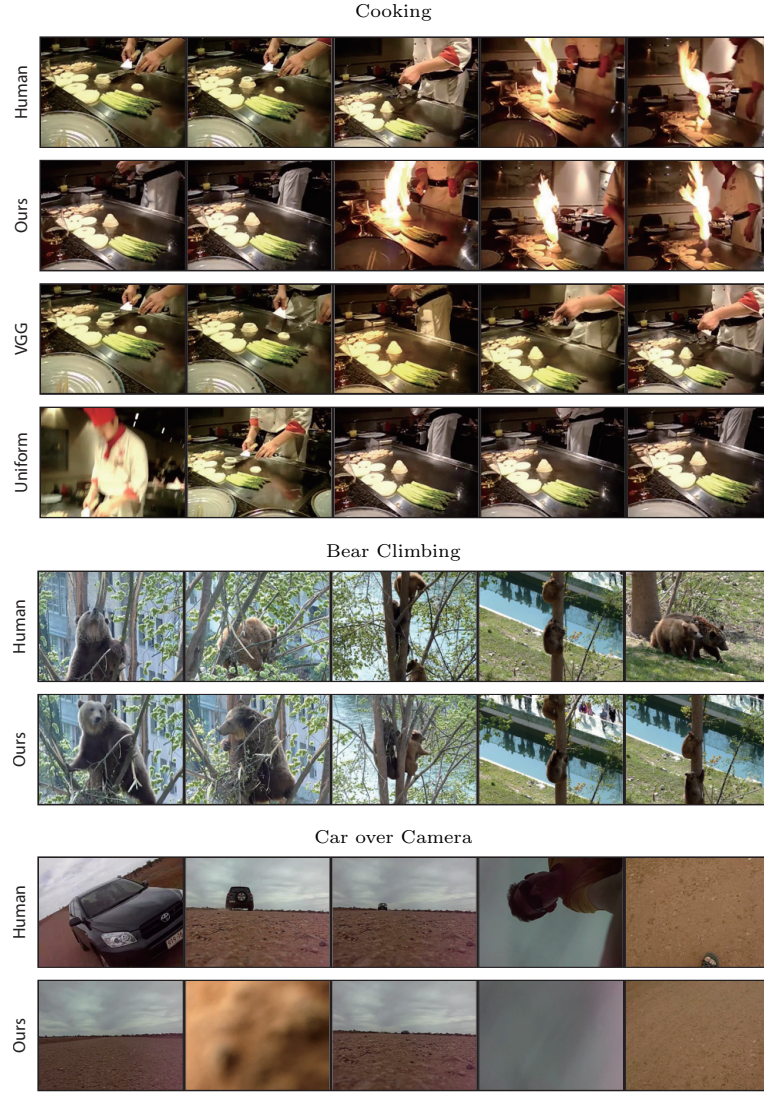 Cooking
Human
Ours
VGG
Uniform
Bear Climbing
Human
Ours
Car over Camera
Human
Ours